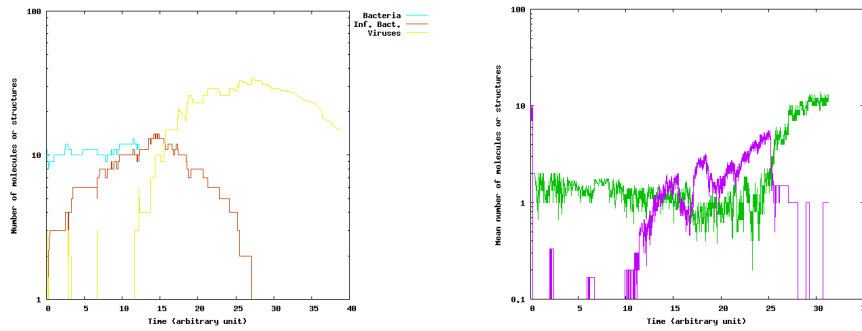 100
10
1
0 5 10 15 20 25 30 35 40
Number of molecules or structures
Time (arbitrary unit)
Bacteria
Inf. Bact.
Viruses
100
10
1
0.1
0 5 10 15 20 25 30 35
Mean number of molecules or structures
Time (arbitrary unit)